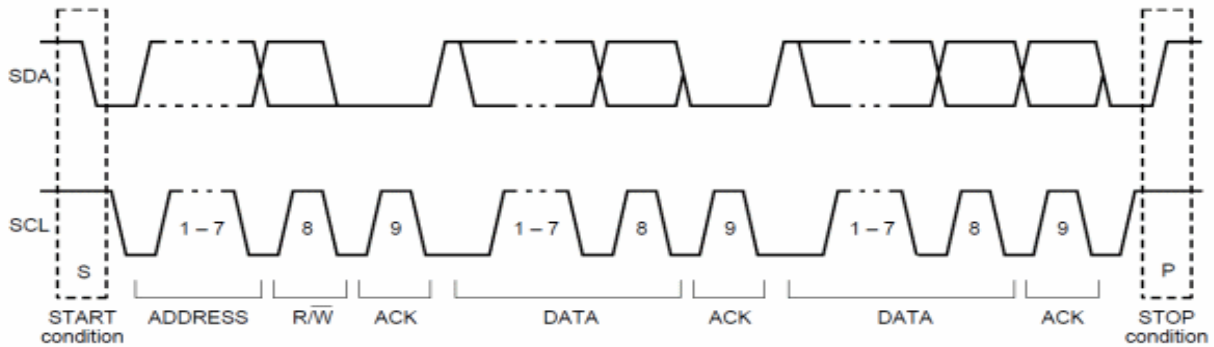 SDA
SCL
1 – 7 8 9 1 – 7 8 9 1 – 7 8 9
S P
START condition ADDRESS R/W̅ ACK DATA ACK DATA ACK STOP condition